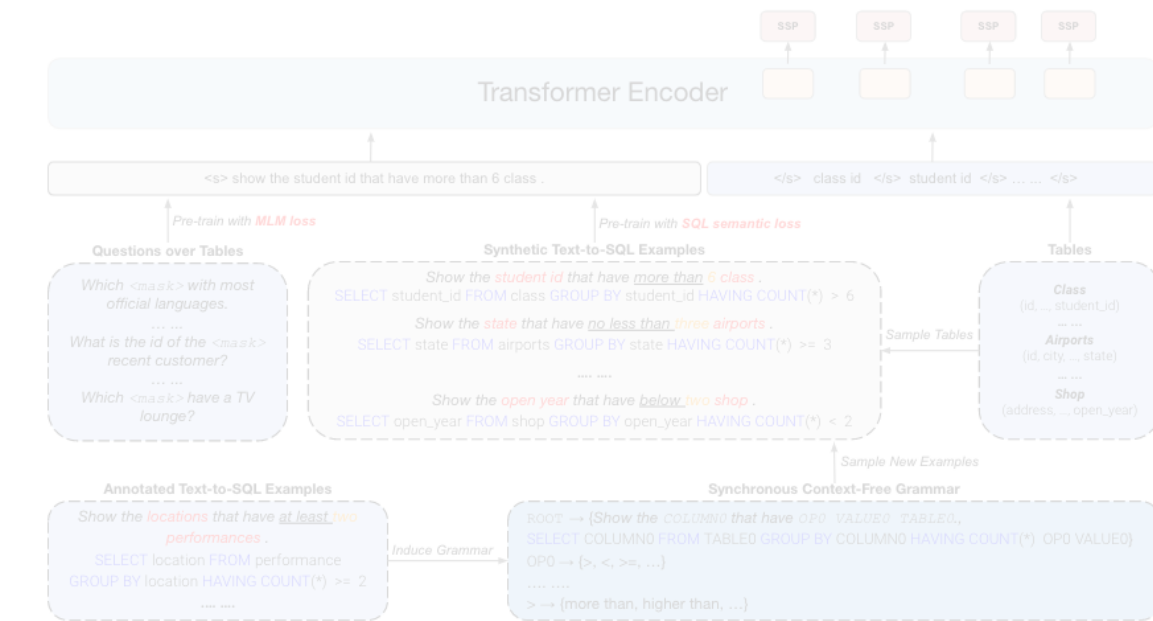 SSP SSP SSP SSP
Transformer Encoder
<s> show the student id that have more than 6 class .
</s> class id </s> student id </s> ... ... </s>
Pre-train with MLM loss
Pre-train with SQL semantic loss
Questions over Tables
Which <mask> with most
official languages.
... ...
What is the id of the <mask>
recent customer?
... ...
Which <mask> have a TV
lounge?
Synthetic Text-to-SQL Examples
Show the student id that have more than 6 class .
SELECT student_id FROM class GROUP BY student_id HAVING COUNT(*) > 6
Show the state that have no less than three airports .
SELECT state FROM airports GROUP BY state HAVING COUNT(*) >= 3
.... ....
Show the open year that have below two shop .
SELECT open_year FROM shop GROUP BY open_year HAVING COUNT(*) < 2
Sample Tables
Tables
Class
(id, .., student_id)
... ...
Airports
(id, city, .., state)
... ...
Shop
(address, .., open_year)
Sample New Examples
Annotated Text-to-SQL Examples
Show the locations that have at least two
performances .
SELECT location FROM performance
GROUP BY location HAVING COUNT(*) >= 2
.... ....
Induce Grammar
Synchronous Context-Free Grammar
ROOT → {Show the COLUMN0 that have OP0 VALUE0 TABLE0.,
SELECT COLUMN0 FROM TABLE0 GROUP BY COLUMN0 HAVING COUNT(*) OP0 VALUE0}
OP0 → {>, <, >=, ...}
.... ....
> → {more than, higher than, ...}